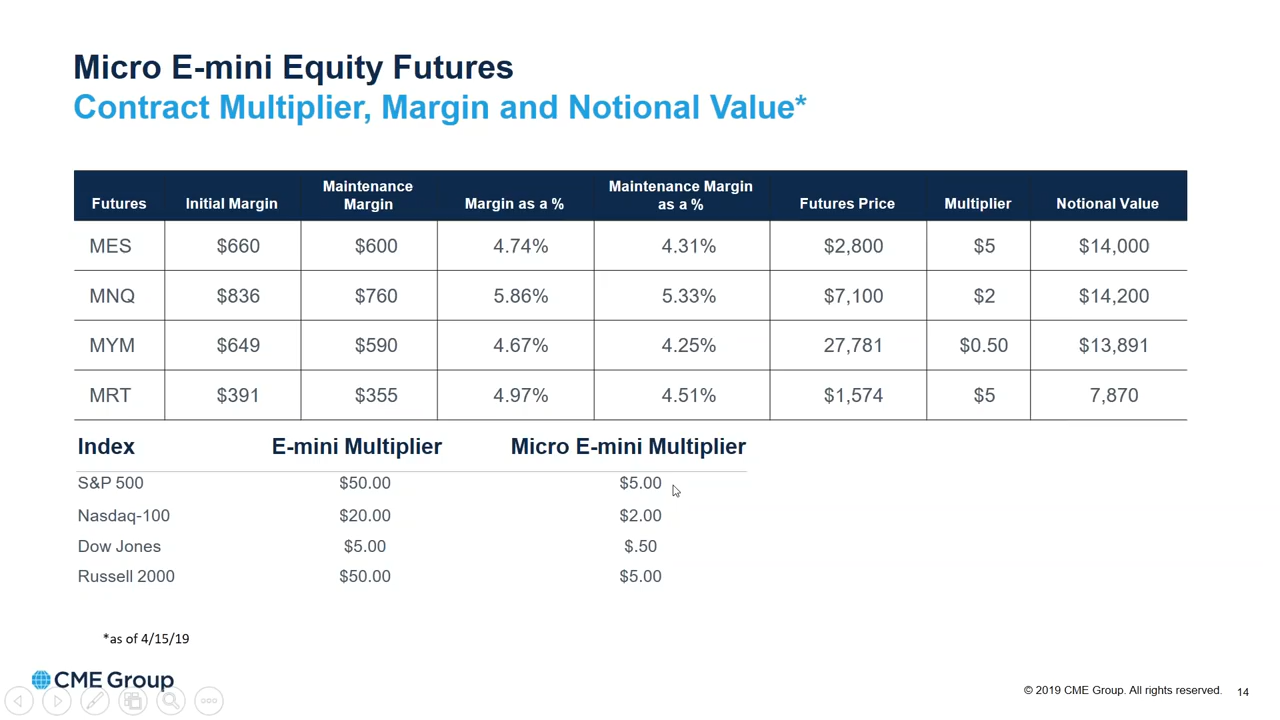 Micro E-mini Equity Futures
Contract Multiplier, Margin and Notional Value*
Futures Initial Margin Maintenance Margin Margin as a % Maintenance Margin as a % Futures Price Multiplier Notional Value
MES $660 $600 4.74% 4.31% $2,800 $5 $14,000
MNQ $836 $760 5.86% 5.33% $7,100 $2 $14,200
MYM $649 $590 4.67% 4.25% 27,781 $0.50 $13,891
MRT $391 $355 4.97% 4.51% $1,574 $5 7,870
Index E-mini Multiplier Micro E-mini Multiplier
S&P 500 $50.00 $5.00
Nasdaq-100 $20.00 $2.00
Dow Jones $5.00 $.50
Russell 2000 $50.00 $5.00
*as of 4/15/19
CME Group
© 2019 CME Group. All rights reserved. 14